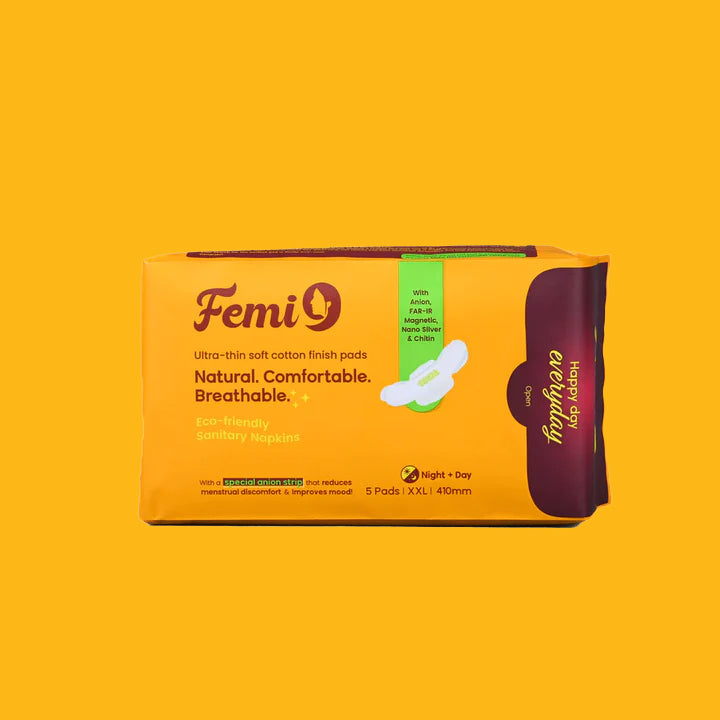 Femi9
Ultra-thin soft cotton finish pads
Natural. Comfortable.
Breathable.
Eco-friendly
Sanitary Napkins
With
Anion,
FAR-IR
Magnetic,
Nano Silver
& Chitin
With a special anion strip that reduces
menstrual discomfort & improves mood!
Night + Day
5 Pads | XXL | 410mm
Open
Happy day
everyday